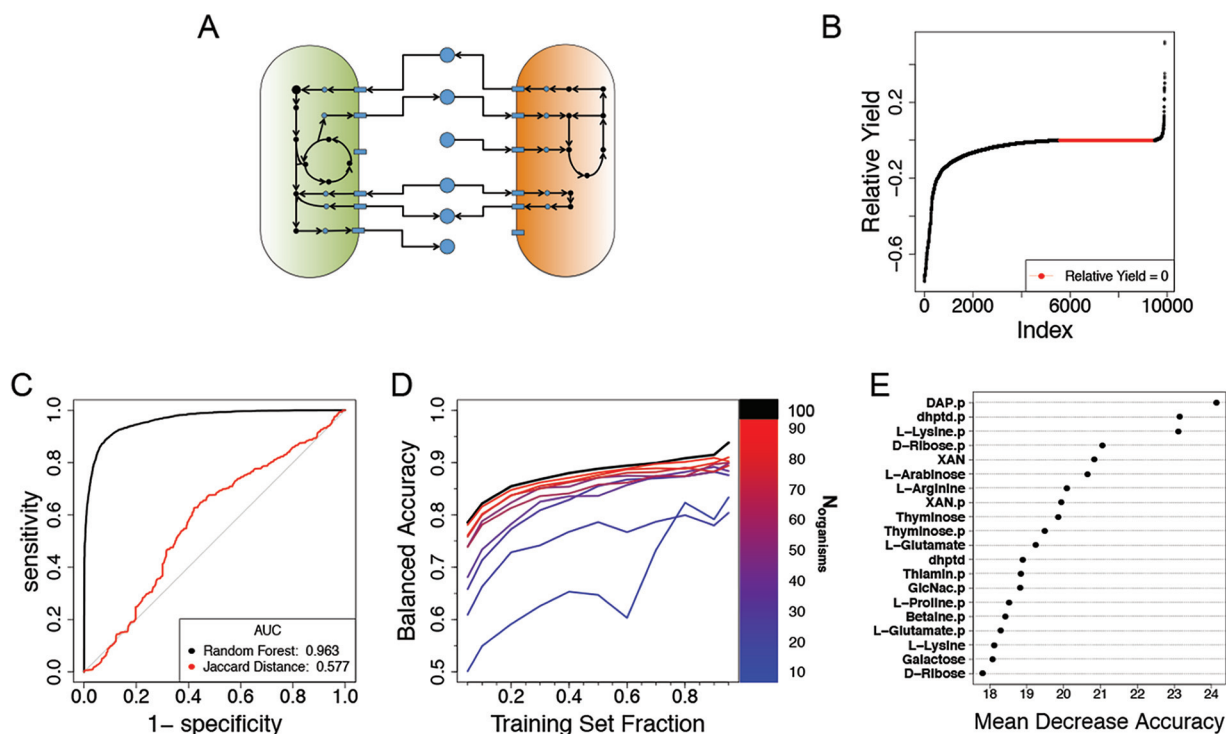 A
B
Relative Yield
0.2
−0.2
−0.6
Relative Yield = 0
0
2000
6000
10000
Index
C
sensitivity
1.0
0.8
0.6
0.4
0.2
0.0
AUC
Random Forest: 0.963
Jaccard Distance: 0.577
0.0
0.2
0.4
0.6
0.8
1.0
1− specificity
D
Balanced Accuracy
1.0
0.9
0.8
0.7
0.6
0.5
0.2
0.4
0.6
0.8
Training Set Fraction
100
90
80
70
60
50
40
30
20
10
Norganisms
E
DAP.p
dhptd.p
L−Lysine.p
D−Ribose.p
XAN
L−Arabinose
L−Arginine
XAN.p
Thyminose
Thyminose.p
L−Glutamate
dhptd
Thiamin.p
GlcNac.p
L−Proline.p
Betaine.p
L−Glutamate.p
L−Lysine
Galactose
D−Ribose
18
19
20
21
22
23
24
Mean Decrease Accuracy